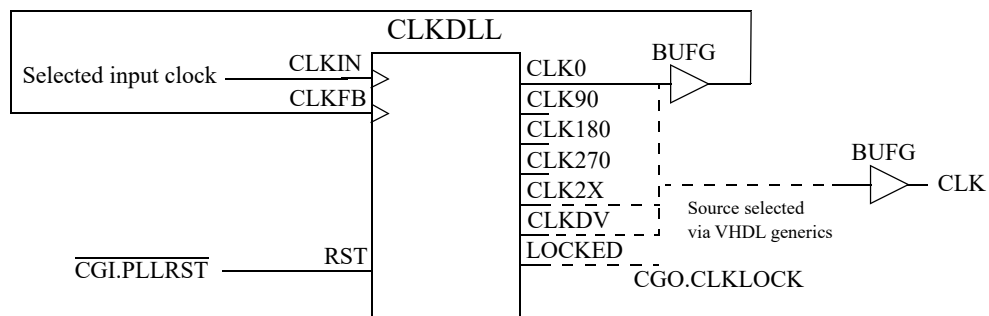 CLKDLL
BUFG
CLKIN
Selected input clock
CLKFB
CLK0
CLK90
CLK180
CLK270
CLK2X
CLKDV
LOCKED
BUFG
CLK
Source selected
via VHDL generics
CGI.PLLRST
RST
CGO.CLKLOCK